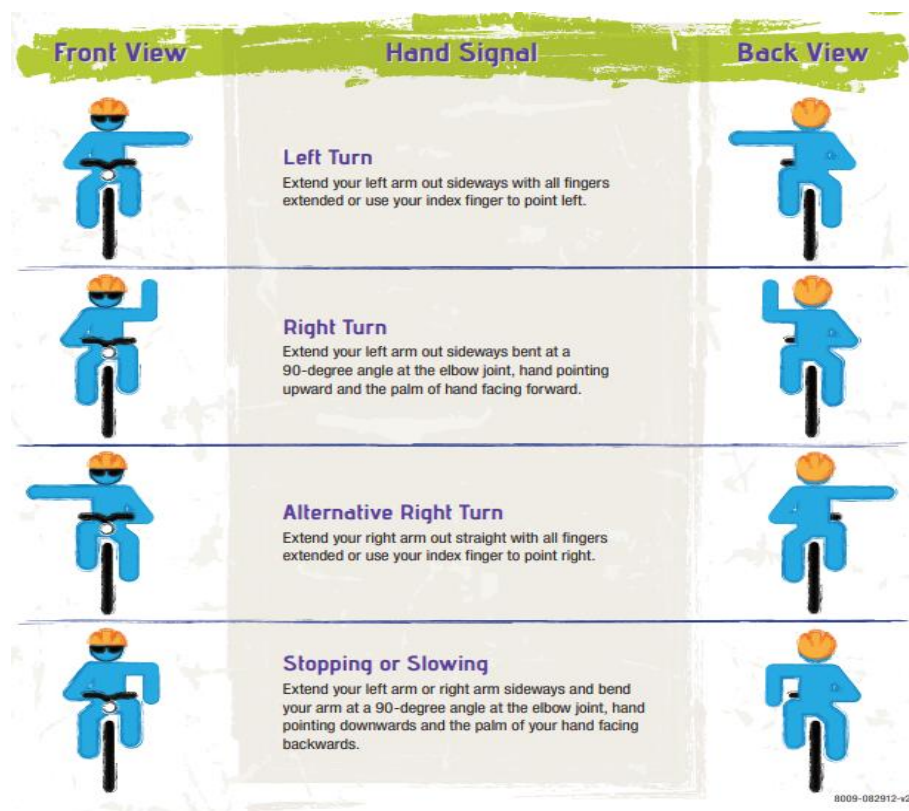 Front View Hand Signal Back View
Left Turn
Extend your left arm out sideways with all fingers
extended or use your index finger to point left.
Right Turn
Extend your left arm out sideways bent at a
90-degree angle at the elbow joint, hand pointing
upward and the palm of hand facing forward.
Alternative Right Turn
Extend your right arm out straight with all fingers
extended or use your index finger to point right.
Stopping or Slowing
Extend your left arm or right arm sideways and bend
your arm at a 90-degree angle at the elbow joint, hand
pointing downwards and the palm of your hand facing
backwards.
8009-082912-v2